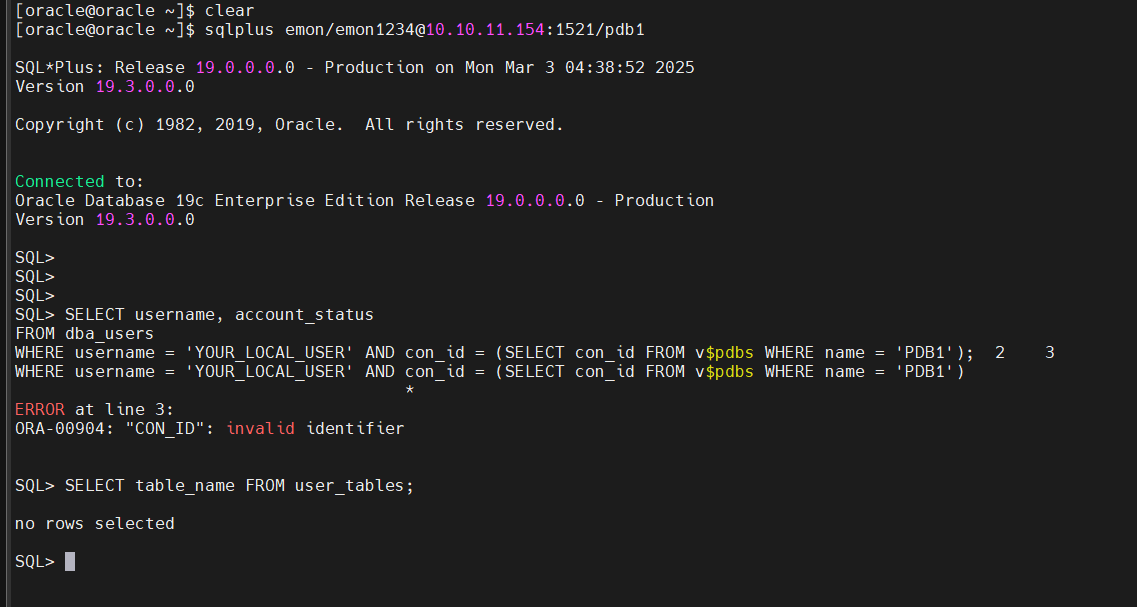 [oracle@oracle ~]$ clear
[oracle@oracle ~]$ sqlplus emon/emon1234@10.10.11.154:1521/pdb1
SQL*Plus: Release 19.0.0.0.0 - Production on Mon Mar 3 04:38:52 2025
Version 19.3.0.0.0
Copyright (c) 1982, 2019, Oracle.  All rights reserved.
Connected to:
Oracle Database 19c Enterprise Edition Release 19.0.0.0.0 - Production
Version 19.3.0.0.0
SQL>
SQL>
SQL>
SQL> SELECT username, account_status
FROM dba_users
WHERE username = 'YOUR_LOCAL_USER' AND con_id = (SELECT con_id FROM v$pdbs WHERE name = 'PDB1');  2    3
WHERE username = 'YOUR_LOCAL_USER' AND con_id = (SELECT con_id FROM v$pdbs WHERE name = 'PDB1')
*
ERROR at line 3:
ORA-00904: "CON_ID": invalid identifier
SQL> SELECT table_name FROM user_tables;
no rows selected
SQL>